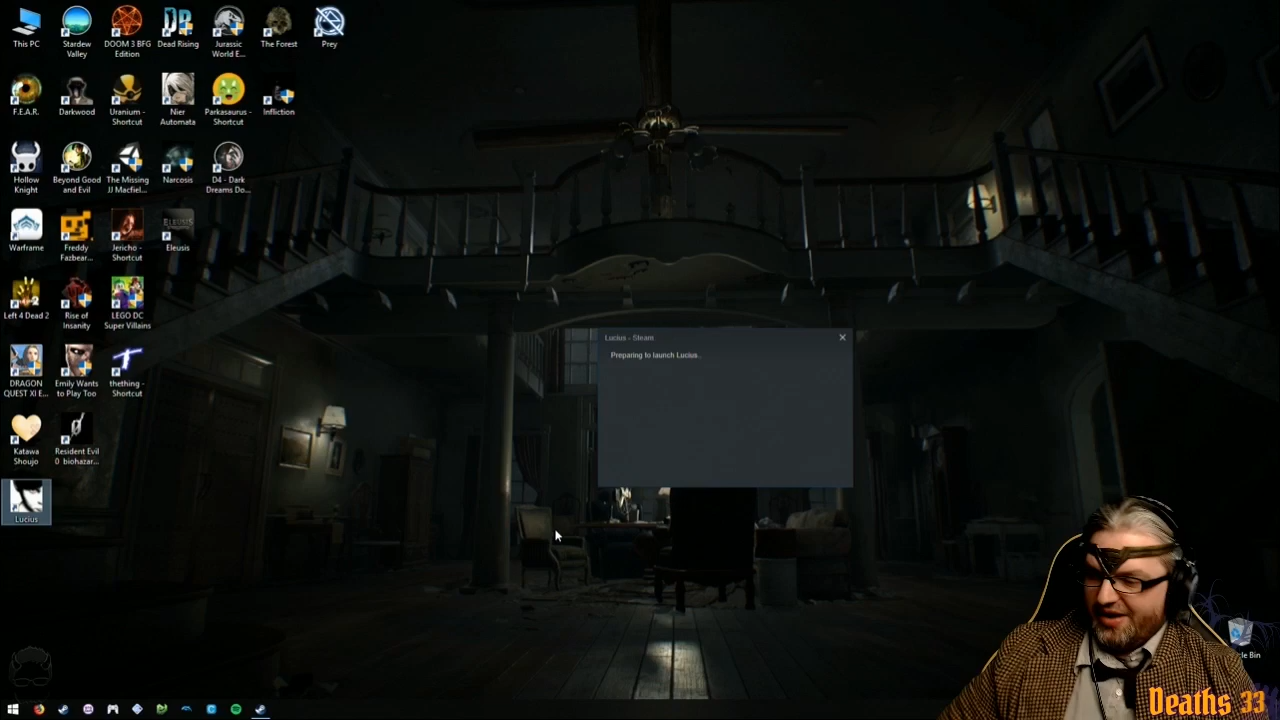 This PC
Stardew
Valley
DOOM 3 BFG
Edition
Dead Rising
Jurassic
World E...
The Forest
Prey
F.E.A.R.
Darkwood
Uranium -
Shortcut
Nier
Automata
Parkasaurus -
Shortcut
Infliction
Hollow
Knight
Beyond Good
and Evil
The Missing
JJ Macfiel...
Narcosis
D4 - Dark
Dreams Do...
Warframe
Freddy
Fazbear...
Jericho -
Shortcut
ELEUSIS
Eleusis
Left 4 Dead 2
Rise of
Insanity
LEGO DC
Super Villains
DRAGON
QUEST XI E...
Emily Wants
to Play Too
thething -
Shortcut
Katawa
Shoujo
Resident Evil
0 biohazar...
Lucius
Lucius - Steam
Preparing to launch Lucius..
Bin
Deaths 33